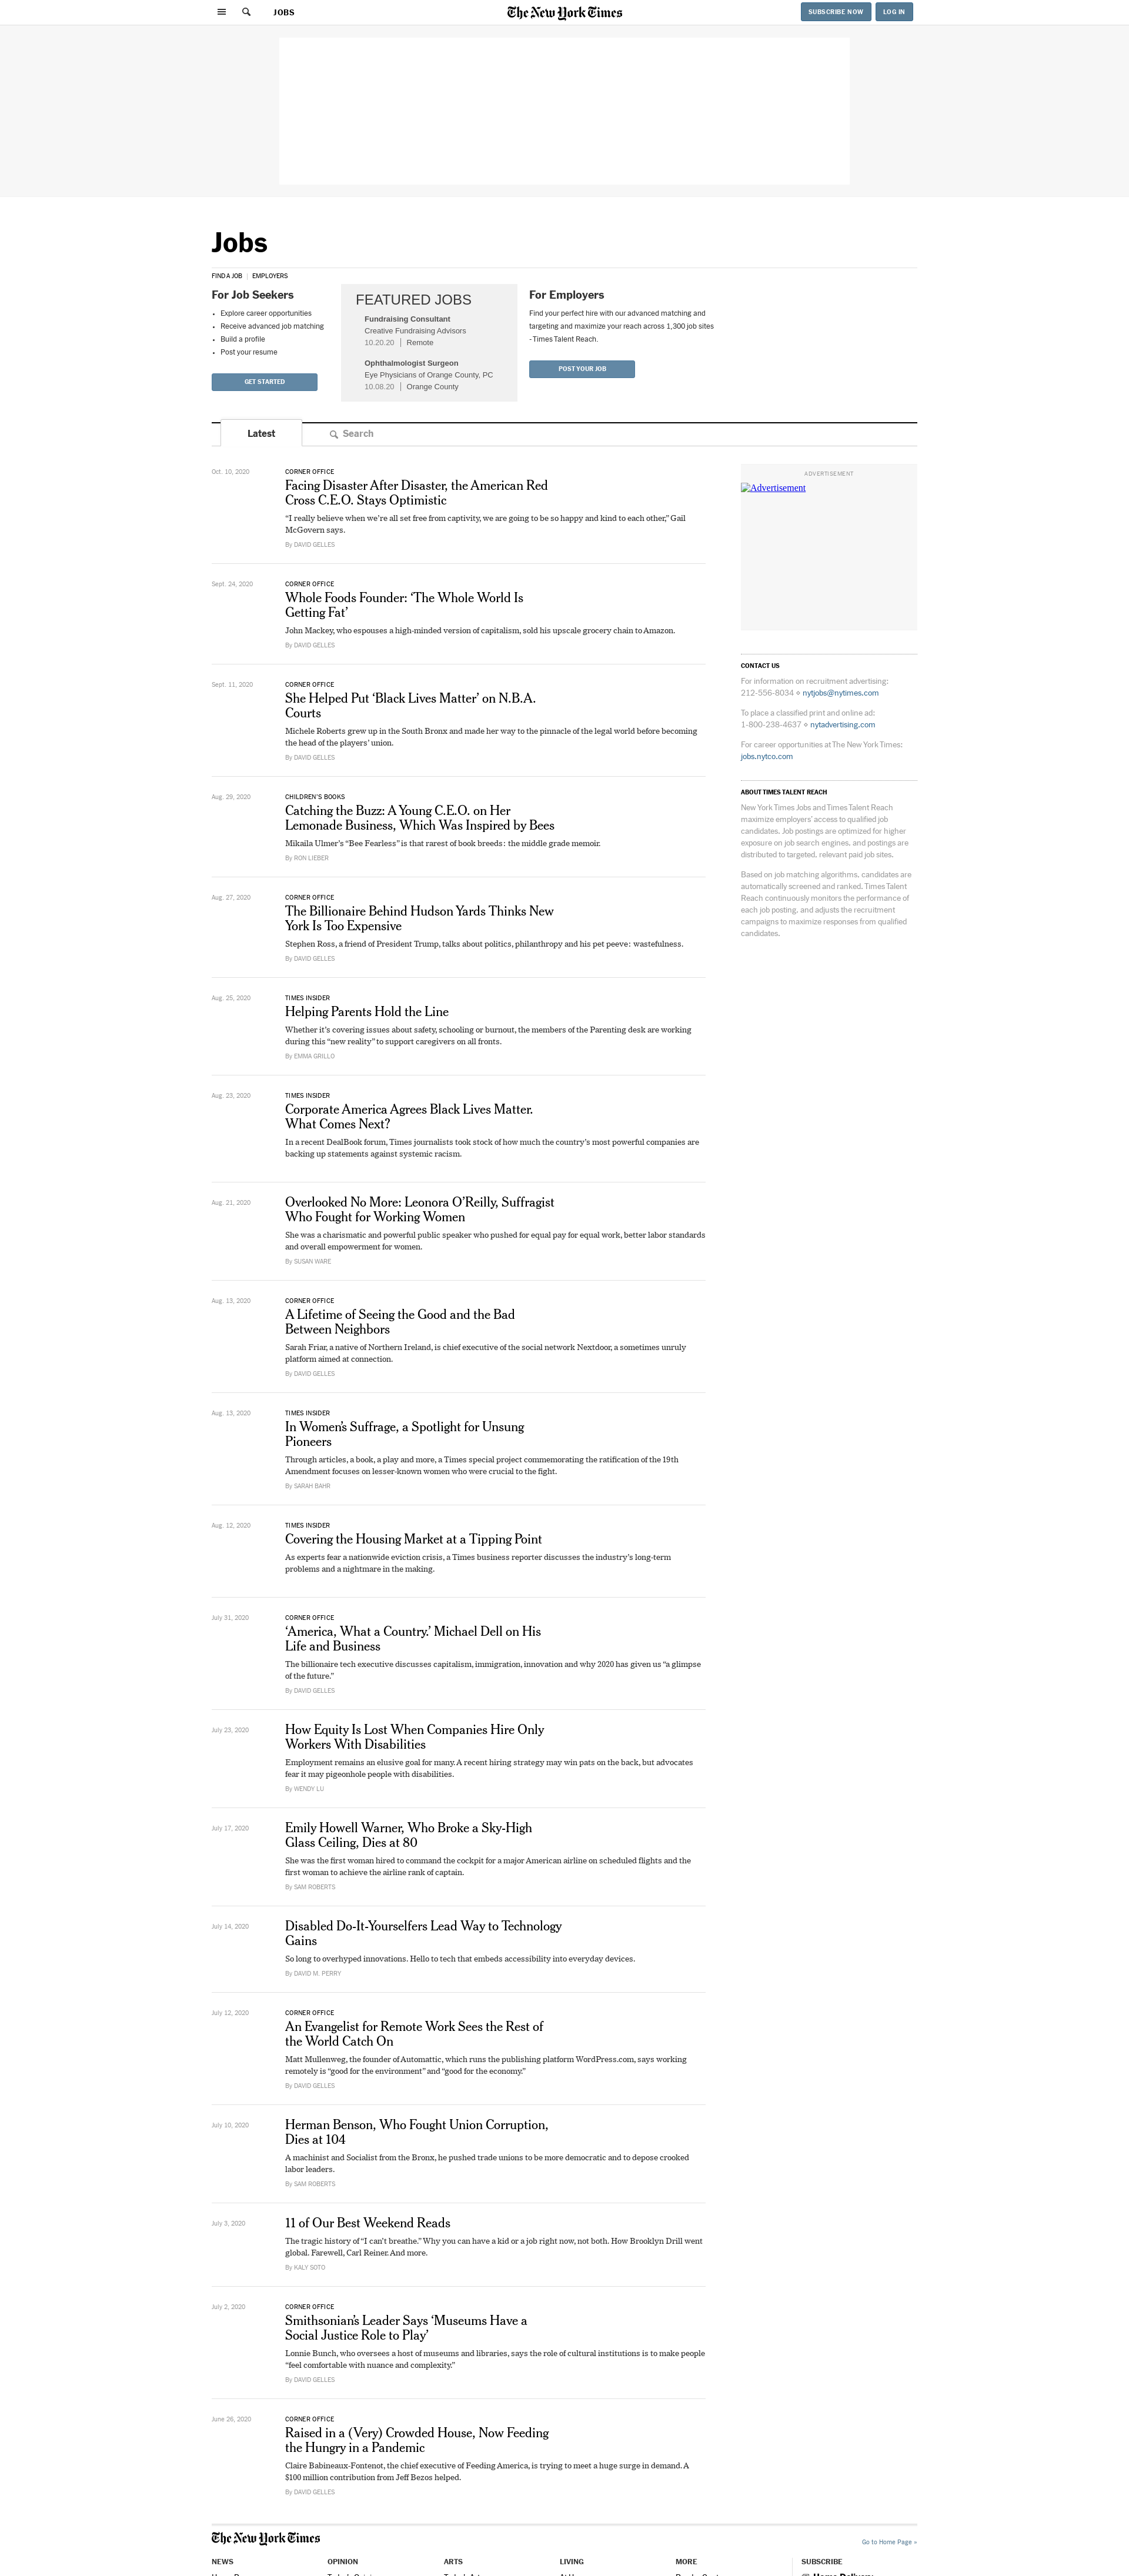 JOBS
The New York Times
SUBSCRIBE NOW
LOG IN
Jobs
FIND A JOB | EMPLOYERS
For Job Seekers
• Explore career opportunities
• Receive advanced job matching
• Build a profile
• Post your resume
GET STARTED
FEATURED JOBS
Fundraising Consultant
Creative Fundraising Advisors
10.20.20 | Remote
Ophthalmologist Surgeon
Eye Physicians of Orange County, PC
10.08.20 | Orange County
For Employers
Find your perfect hire with our advanced matching and
targeting and maximize your reach across 1,300 job sites
- Times Talent Reach.
POST YOUR JOB
Latest
Search
Oct. 10, 2020
CORNER OFFICE
Facing Disaster After Disaster, the American Red
Cross C.E.O. Stays Optimistic
“I really believe when we’re all set free from captivity, we are going to be so happy and kind to each other,” Gail
McGovern says.
By DAVID GELLES
Sept. 24, 2020
CORNER OFFICE
Whole Foods Founder: ‘The Whole World Is
Getting Fat’
John Mackey, who espouses a high-minded version of capitalism, sold his upscale grocery chain to Amazon.
By DAVID GELLES
Sept. 11, 2020
CORNER OFFICE
She Helped Put ‘Black Lives Matter’ on N.B.A.
Courts
Michele Roberts grew up in the South Bronx and made her way to the pinnacle of the legal world before becoming
the head of the players’ union.
By DAVID GELLES
Aug. 29, 2020
CHILDREN’S BOOKS
Catching the Buzz: A Young C.E.O. on Her
Lemonade Business, Which Was Inspired by Bees
Mikaila Ulmer’s “Bee Fearless” is that rarest of book breeds: the middle grade memoir.
By RON LIEBER
Aug. 27, 2020
CORNER OFFICE
The Billionaire Behind Hudson Yards Thinks New
York Is Too Expensive
Stephen Ross, a friend of President Trump, talks about politics, philanthropy and his pet peeve: wastefulness.
By DAVID GELLES
Aug. 25, 2020
TIMES INSIDER
Helping Parents Hold the Line
Whether it’s covering issues about safety, schooling or burnout, the members of the Parenting desk are working
during this “new reality” to support caregivers on all fronts.
By EMMA GRILLO
Aug. 23, 2020
TIMES INSIDER
Corporate America Agrees Black Lives Matter.
What Comes Next?
In a recent DealBook forum, Times journalists took stock of how much the country’s most powerful companies are
backing up statements against systemic racism.
Aug. 21, 2020
Overlooked No More: Leonora O’Reilly, Suffragist
Who Fought for Working Women
She was a charismatic and powerful public speaker who pushed for equal pay for equal work, better labor standards
and overall empowerment for women.
By SUSAN WARE
Aug. 13, 2020
CORNER OFFICE
A Lifetime of Seeing the Good and the Bad
Between Neighbors
Sarah Friar, a native of Northern Ireland, is chief executive of the social network Nextdoor, a sometimes unruly
platform aimed at connection.
By DAVID GELLES
Aug. 13, 2020
TIMES INSIDER
In Women’s Suffrage, a Spotlight for Unsung
Pioneers
Through articles, a book, a play and more, a Times special project commemorating the ratification of the 19th
Amendment focuses on lesser-known women who were crucial to the fight.
By SARAH BAHR
Aug. 12, 2020
TIMES INSIDER
Covering the Housing Market at a Tipping Point
As experts fear a nationwide eviction crisis, a Times business reporter discusses the industry’s long-term
problems and a nightmare in the making.
July 31, 2020
CORNER OFFICE
‘America, What a Country.’ Michael Dell on His
Life and Business
The billionaire tech executive discusses capitalism, immigration, innovation and why 2020 has given us “a glimpse
of the future.”
By DAVID GELLES
July 23, 2020
How Equity Is Lost When Companies Hire Only
Workers With Disabilities
Employment remains an elusive goal for many. A recent hiring strategy may win pats on the back, but advocates
fear it may pigeonhole people with disabilities.
By WENDY LU
July 17, 2020
Emily Howell Warner, Who Broke a Sky-High
Glass Ceiling, Dies at 80
She was the first woman hired to command the cockpit for a major American airline on scheduled flights and the
first woman to achieve the airline rank of captain.
By SAM ROBERTS
July 14, 2020
Disabled Do-It-Yourselfers Lead Way to Technology
Gains
So long to overhyped innovations. Hello to tech that embeds accessibility into everyday devices.
By DAVID M. PERRY
July 12, 2020
CORNER OFFICE
An Evangelist for Remote Work Sees the Rest of
the World Catch On
Matt Mullenweg, the founder of Automattic, which runs the publishing platform WordPress.com, says working
remotely is “good for the environment” and “good for the economy.”
By DAVID GELLES
July 10, 2020
Herman Benson, Who Fought Union Corruption,
Dies at 104
A machinist and Socialist from the Bronx, he pushed trade unions to be more democratic and to depose crooked
labor leaders.
By SAM ROBERTS
July 3, 2020
11 of Our Best Weekend Reads
The tragic history of “I can’t breathe.” Why you can have a kid or a job right now, not both. How Brooklyn Drill went
global. Farewell, Carl Reiner. And more.
By KALY SOTO
July 2, 2020
CORNER OFFICE
Smithsonian’s Leader Says ‘Museums Have a
Social Justice Role to Play’
Lonnie Bunch, who oversees a host of museums and libraries, says the role of cultural institutions is to make people
“feel comfortable with nuance and complexity.”
By DAVID GELLES
June 26, 2020
CORNER OFFICE
Raised in a (Very) Crowded House, Now Feeding
the Hungry in a Pandemic
Claire Babineaux-Fontenot, the chief executive of Feeding America, is trying to meet a huge surge in demand. A
$100 million contribution from Jeff Bezos helped.
By DAVID GELLES
ADVERTISEMENT
Advertisement
CONTACT US
For information on recruitment advertising:
212-556-8034 ⋄ nytjobs@nytimes.com
To place a classified print and online ad:
1-800-238-4637 ⋄ nytadvertising.com
For career opportunities at The New York Times:
jobs.nytco.com
ABOUT TIMES TALENT REACH
New York Times Jobs and Times Talent Reach
maximize employers’ access to qualified job
candidates. Job postings are optimized for higher
exposure on job search engines, and postings are
distributed to targeted, relevant paid job sites.
Based on job matching algorithms, candidates are
automatically screened and ranked. Times Talent
Reach continuously monitors the performance of
each job posting, and adjusts the recruitment
campaigns to maximize responses from qualified
candidates.
The New York Times
Go to Home Page »
NEWS
OPINION
ARTS
LIVING
MORE
SUBSCRIBE